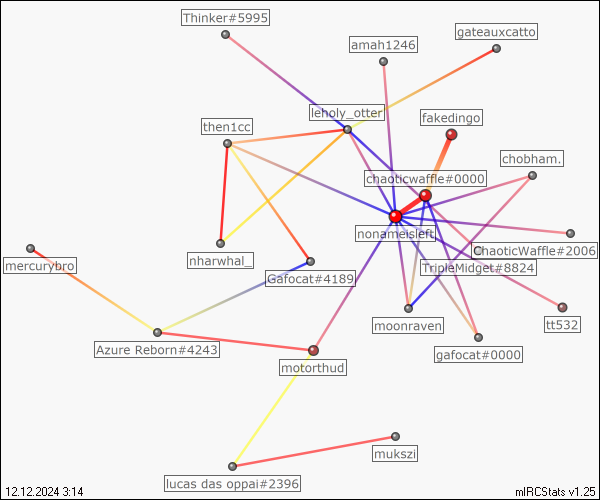 Thinker#5995
gateauxcatto
amah1246
leholy_otter
fakedingo
then1cc
chobham.
chaoticwaffle#0000
nonameisleft
ChaoticWaffle#2006
nharwhal_
mercurybro
TripleMidget#8824
Gafocat#4189
moonraven
tt532
Azure Reborn#4243
gafocat#0000
motorthud
mukszi
lucas das oppai#2396
12.12.2024 3:14
mIRCStats v1.25